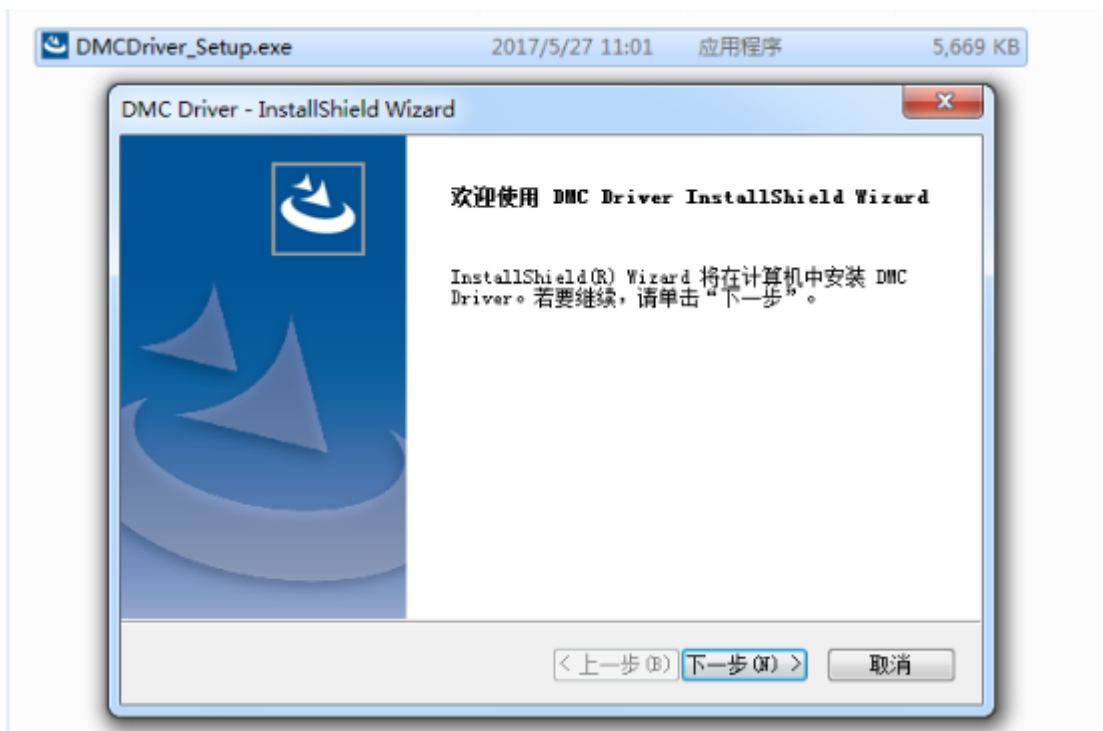 DMCDriver_Setup.exe 2017/5/27 11:01 应用程序 5,669 KB
DMC Driver - InstallShield Wizard
欢迎使用 DMC Driver InstallShield Wizard
InstallShield(R) Wizard 将在计算机中安装 DMC
Driver。若要继续，请单击“下一步”。
< 上一步(B) 下一步(N) > 取消